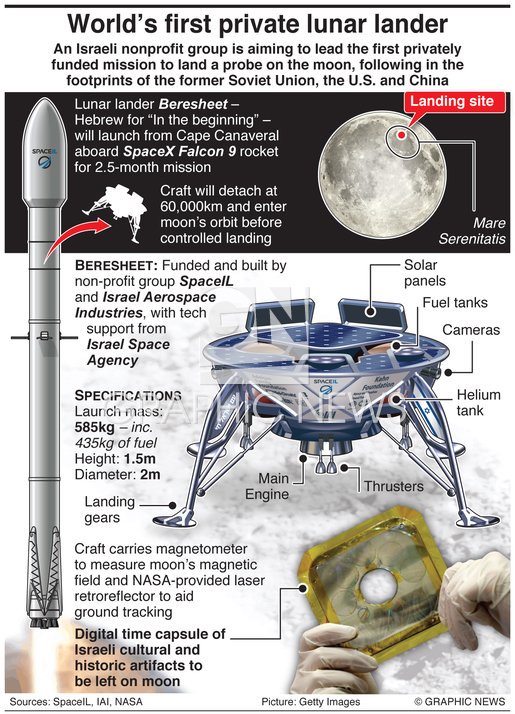 World's first private lunar lander
An Israeli nonprofit group is aiming to lead the first privately
funded mission to land a probe on the moon, following in the
footprints of the former Soviet Union, the U.S. and China
Lunar lander Beresheet –
Hebrew for “In the beginning” –
will launch from Cape Canaveral
aboard SpaceX Falcon 9 rocket
for 2.5-month mission
SPACEIL
Landing site
Craft will detach at
60,000km and enter
moon's orbit before
controlled landing
Mare
Serenitatis
BERESHEET: Funded and built by
non-profit group SpaceIL
and Israel Aerospace
Industries, with tech
support from
Israel Space
Agency
Solar
panels
Fuel tanks
Cameras
Helium
tank
SPACEIL
Kahn
Foundation
GN
GRAPHIC NEWS
SPECIFICATIONS
Launch mass:
585kg – inc.
435kg of fuel
Height: 1.5m
Diameter: 2m
Landing
gears
Main
Engine
Thrusters
Craft carries magnetometer
to measure moon's magnetic
field and NASA-provided laser
retroreflector to aid
ground tracking
Digital time capsule of
Israeli cultural and
historic artifacts to
be left on moon
Sources: SpaceIL, IAI, NASA
Picture: Getty Images
© GRAPHIC NEWS